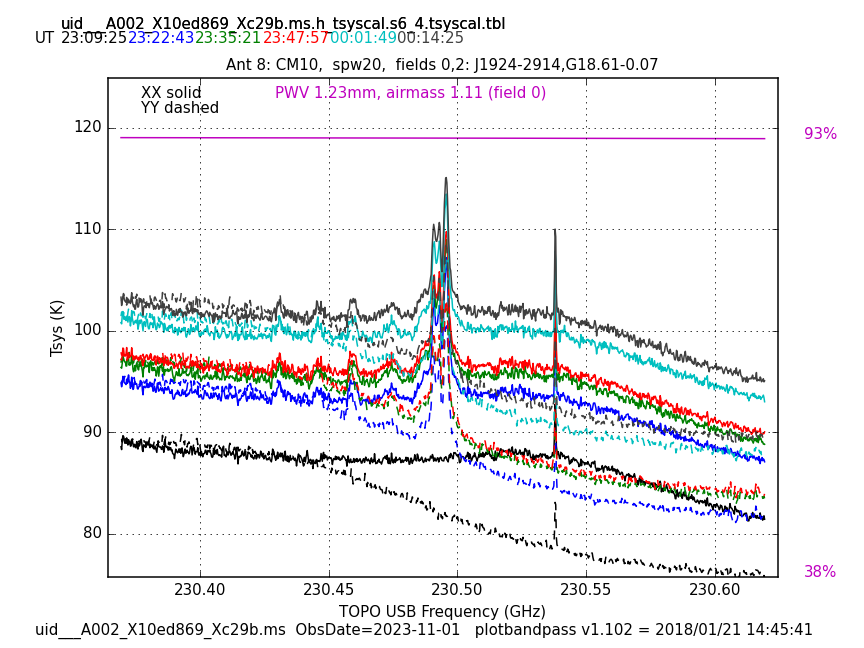 uid___A002_X10ed869_Xc29b.ms.h_tsyscal.s6_4.tsyscal.tbl
UT 23:09:25 23:22:43 23:35:21 23:47:57 00:01:49 00:14:25
Ant 8: CM10,  spw20,  fields 0,2: J1924-2914,G18.61-0.07
XX solid
PWV 1.23mm, airmass 1.11 (field 0)
YY dashed
120
93%
110
100
Tsys (K)
90
80
38%
230.40 230.45 230.50 230.55 230.60
TOPO USB Frequency (GHz)
uid___A002_X10ed869_Xc29b.ms  ObsDate=2023-11-01   plotbandpass v1.102 = 2018/01/21 14:45:41